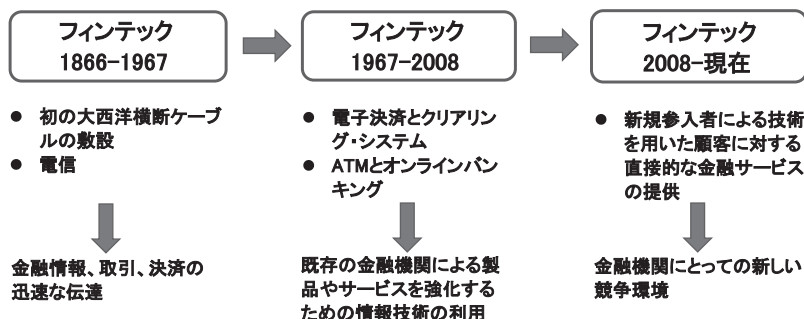 フィンテック
1866-1967
フィンテック
1967-2008
フィンテック
2008-現在
● 初の大西洋横断ケーブ
ルの敷設
● 電信
● 電子決済とクリアリン
グ・システム
● ATMとオンラインバン
キング
● 新規参入者による技術
を用いた顧客に対する
直接的な金融サービス
の提供
金融情報、取引、決済の
迅速な伝達
既存の金融機関による製
品やサービスを強化する
ための情報技術の利用
金融機関にとっての新しい
競争環境